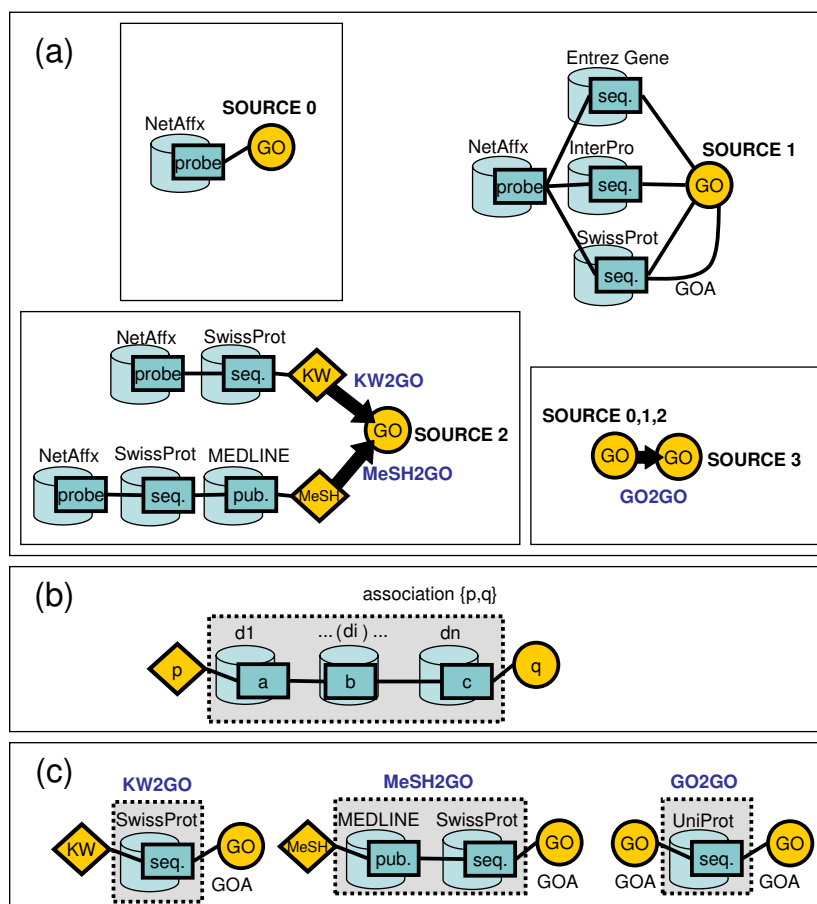 (a)
SOURCE 0
NetAffx
probe
GO
Entrez Gene
seq.
NetAffx
probe
InterPro
seq.
SOURCE 1
GO
SwissProt
seq.
GOA
NetAffx
probe
SwissProt
seq.
KW
KW2GO
GO
SOURCE 2
NetAffx
probe
SwissProt
seq.
MEDLINE
pub.
MeSH
MeSH2GO
SOURCE 0,1,2
GO
GO
SOURCE 3
GO2GO
(b)
association {p,q}
d1
...(di)...
dn
p
a
b
c
q
(c)
KW2GO
KW
SwissProt
seq.
GO
GOA
MeSH2GO
MeSH
MEDLINE
pub.
SwissProt
seq.
GO
GOA
GO2GO
GO
GOA
UniProt
seq.
GO
GOA